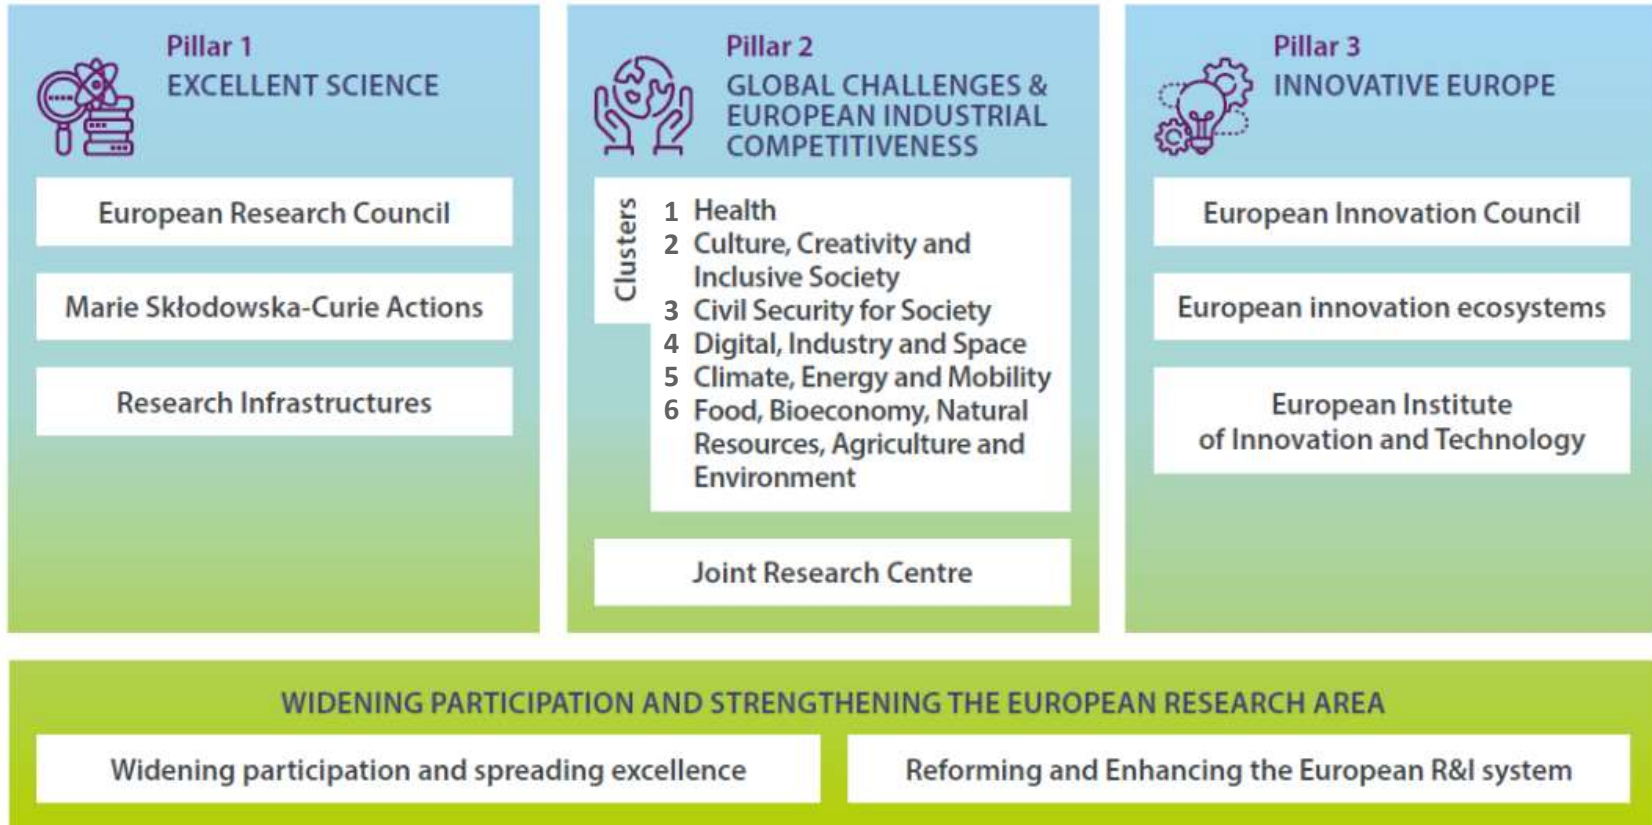 Pillar 1
EXCELLENT SCIENCE
European Research Council
Marie Skłodowska-Curie Actions
Research Infrastructures
Pillar 2
GLOBAL CHALLENGES &
EUROPEAN INDUSTRIAL
COMPETITIVENESS
Clusters
1 Health
2 Culture, Creativity and
Inclusive Society
3 Civil Security for Society
4 Digital, Industry and Space
5 Climate, Energy and Mobility
6 Food, Bioeconomy, Natural
Resources, Agriculture and
Environment
Joint Research Centre
Pillar 3
INNOVATIVE EUROPE
European Innovation Council
European innovation ecosystems
European Institute
of Innovation and Technology
WIDENING PARTICIPATION AND STRENGTHENING THE EUROPEAN RESEARCH AREA
Widening participation and spreading excellence
Reforming and Enhancing the European R&I system